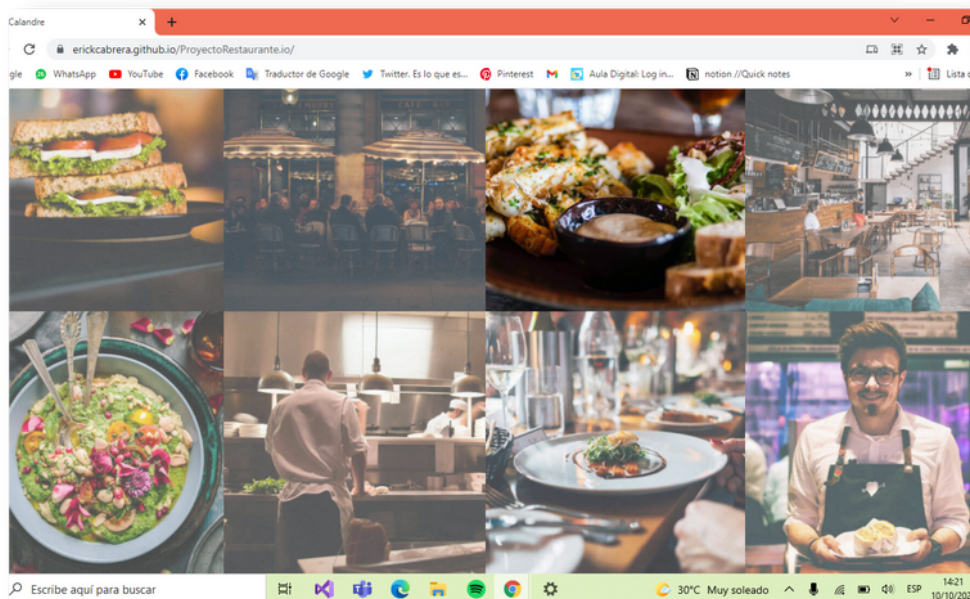 Calandre
erickcabrera.github.io/ProyectoRestaurante.io/
gle WhatsApp YouTube Facebook Traductor de Google Twitter. Es lo que es... Pinterest Aula Digital: Log in... notion //Quick notes » Lista
CAFE BAR
Escribe aquí para buscar
30°C Muy soleado ESP
14:21
10/10/202